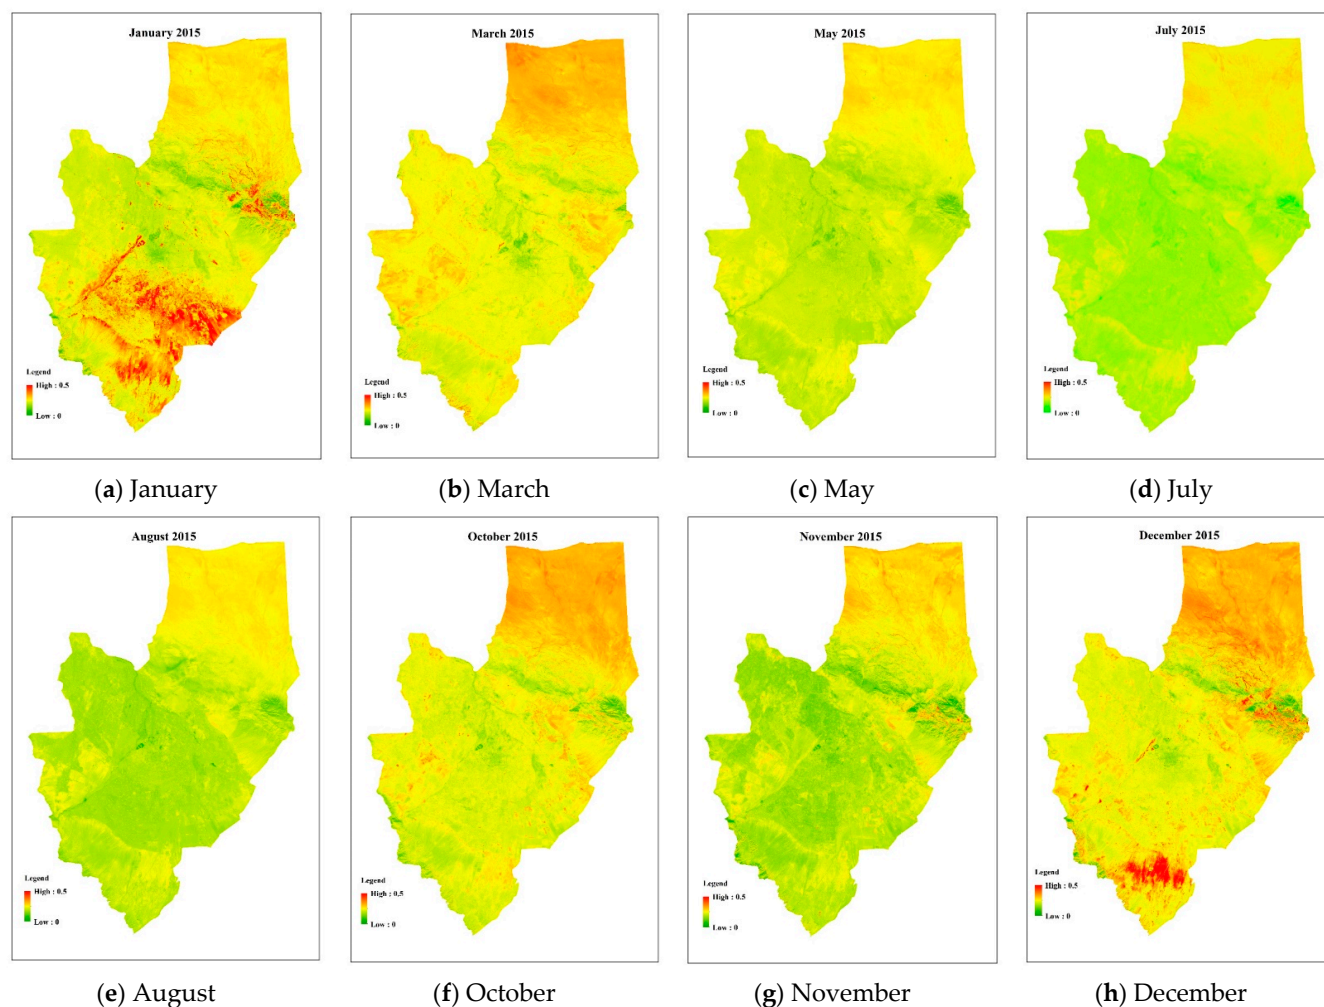 January 2015
Legend
High : 0.5
Low : 0
(a) January
March 2015
Legend
High : 0.5
Low : 0
(b) March
May 2015
Legend
High : 0.5
Low : 0
(c) May
July 2015
Legend
High : 0.5
Low : 0
(d) July
August 2015
Legend
High : 0.5
Low : 0
(e) August
October 2015
Legend
High : 0.5
Low : 0
(f) October
November 2015
Legend
High : 0.5
Low : 0
(g) November
December 2015
Legend
High : 0.5
Low : 0
(h) December